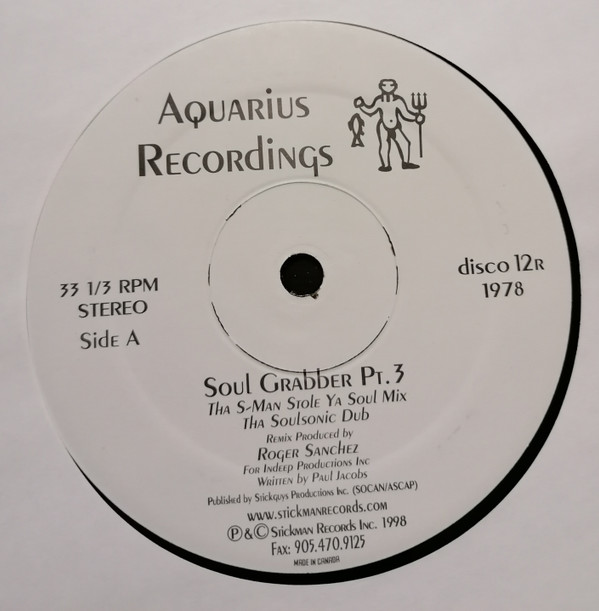 Aquarius
Recordings
33 1/3 RPM
STEREO
Side A
disco 12R
1978
Soul Grabber Pt. 3
Tha S-Man Stole Ya Soul Mix
Tha Soulsonic Dub
Remix Produced by
Roger Sanchez
For Indeep Productions Inc
Written by Paul Jacobs
Published by Stickguys Productions Inc. (SOCAN/ASCAP)
www.stickmanrecords.com
℗ & © Stickman Records Inc. 1998
Fax: 905.470.9125
MADE IN CANADA